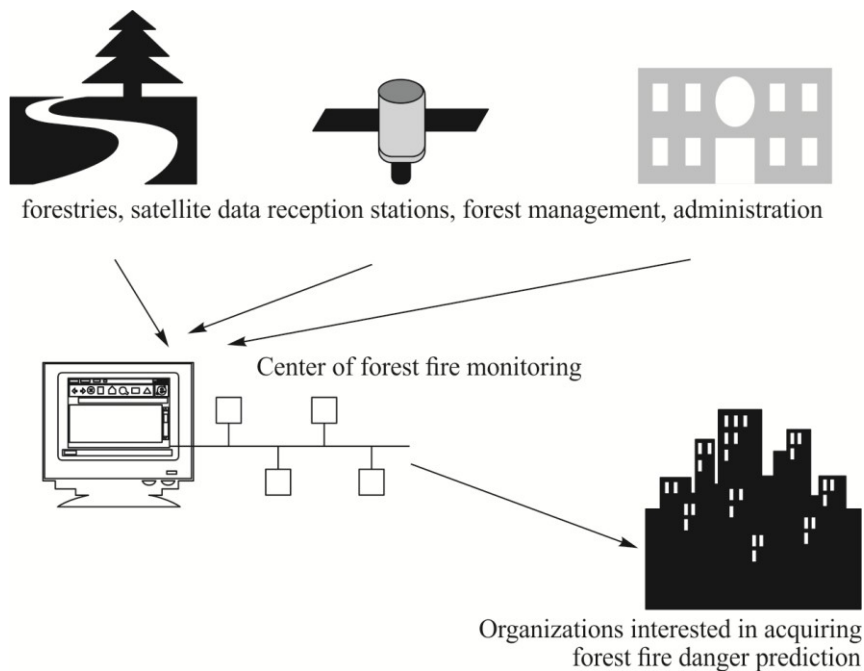 forestries, satellite data reception stations, forest management, administration
Center of forest fire monitoring
Organizations interested in acquiring
forest fire danger prediction